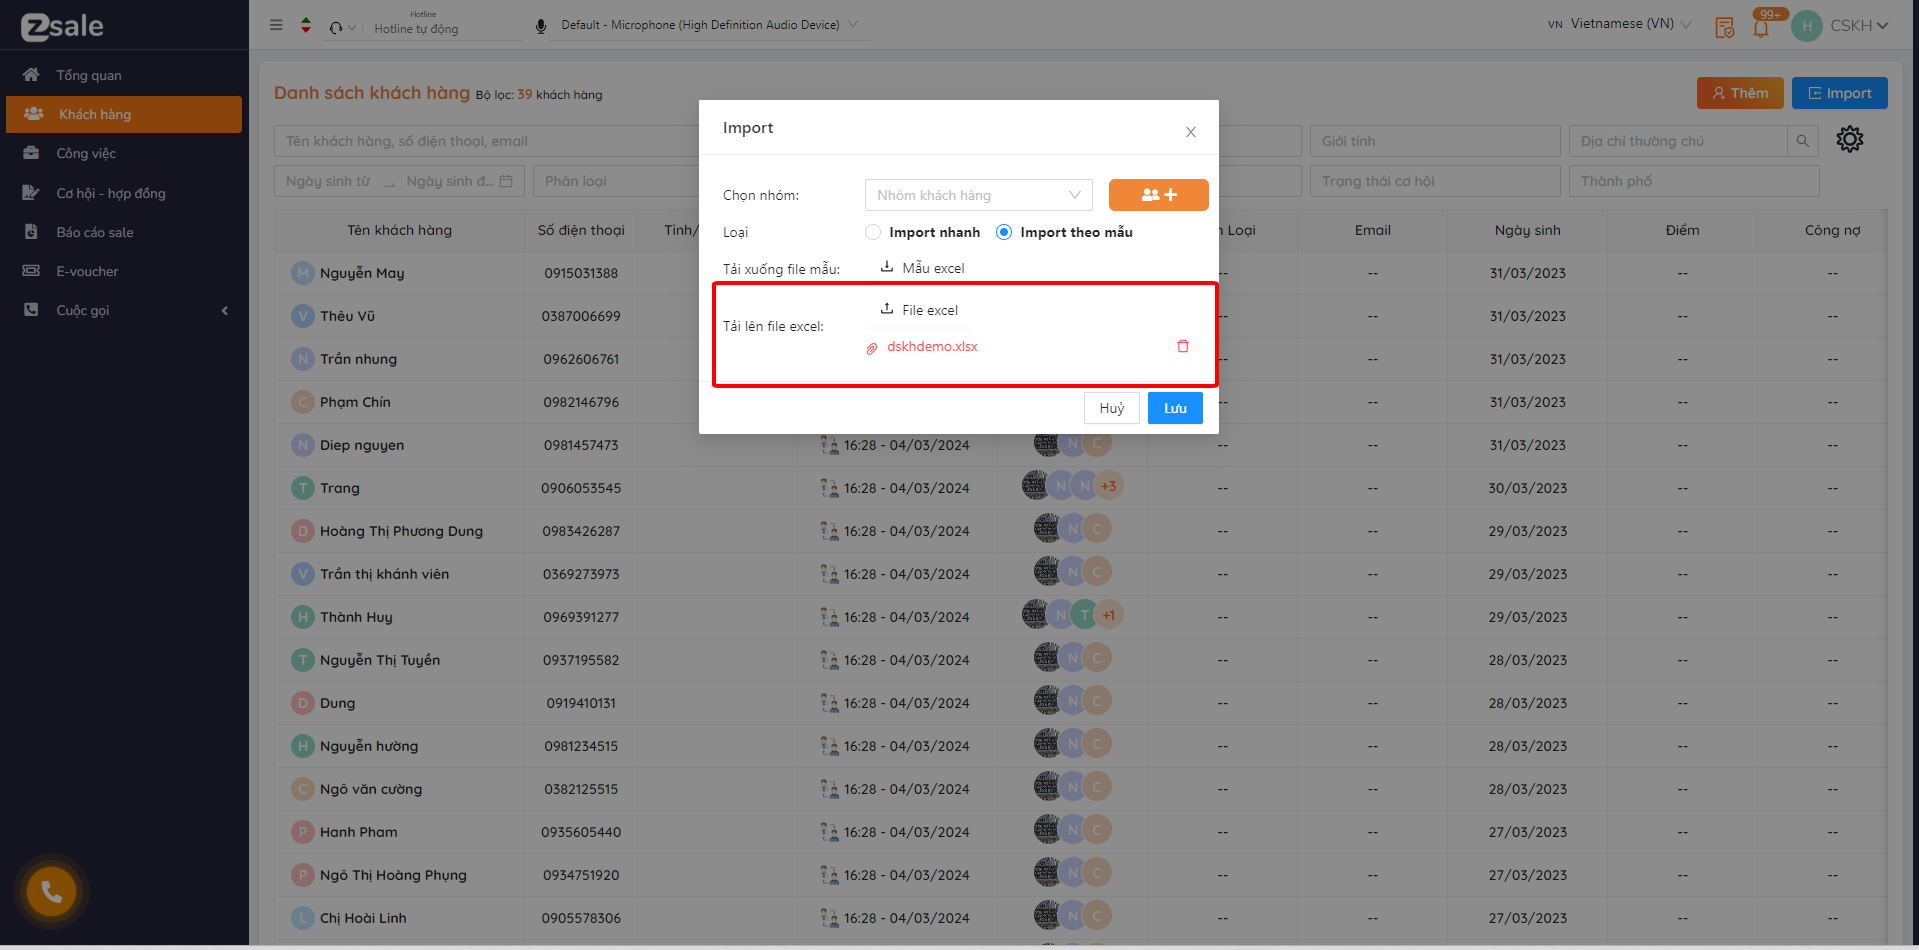 zsale
Tổng quan
Khách hàng
Công việc
Cơ hội - hợp đồng
Báo cáo sale
E-voucher
Cuộc gọi
Hotline
Hotline tự động
Default - Microphone (High Definition Audio Device)
VN Vietnamese (VN)
99+
H CSKH
Danh sách khách hàng Bộ lọc: 39 khách hàng
Thêm Import
Tên khách hàng, số điện thoại, email Giới tính Địa chỉ thường chú
Ngày sinh từ Ngày sinh đ... Phân loại Trạng thái cơ hội Thành phố
Import
Chọn nhóm: Nhóm khách hàng
Loại Import nhanh Import theo mẫu
Tải xuống file mẫu: Mẫu excel
Tải lên file excel: File excel
dskhdemo.xlsx
Huỷ Lưu
Tên khách hàng Số điện thoại Tỉnh/ Loại Email Ngày sinh Điểm Công nợ
M Nguyễn May 0915031388 -- -- 31/03/2023 -- --
V Thêu Vũ 0387006699 -- -- 31/03/2023 -- --
N Trần nhung 0962606761 -- -- 31/03/2023 -- --
C Phạm Chín 0982146796 -- -- 31/03/2023 -- --
N Diep nguyen 0981457473 16:28 - 04/03/2024 N C -- -- 31/03/2023 -- --
T Trang 0906053545 16:28 - 04/03/2024 N N +3 -- -- 30/03/2023 -- --
D Hoàng Thị Phương Dung 0983426287 16:28 - 04/03/2024 N C -- -- 29/03/2023 -- --
V Trần thị khánh viên 0369273973 16:28 - 04/03/2024 N C -- -- 29/03/2023 -- --
H Thành Huy 0969391277 16:28 - 04/03/2024 N T +1 -- -- 29/03/2023 -- --
T Nguyễn Thị Tuyền 0937195582 16:28 - 04/03/2024 N C -- -- 28/03/2023 -- --
D Dung 0919410131 16:28 - 04/03/2024 N C -- -- 28/03/2023 -- --
H Nguyễn hường 0981234515 16:28 - 04/03/2024 N C -- -- 28/03/2023 -- --
C Ngô văn cường 0382125515 16:28 - 04/03/2024 N C -- -- 28/03/2023 -- --
P Hanh Pham 0935605440 16:28 - 04/03/2024 N C -- -- 27/03/2023 -- --
P Ngô Thị Hoàng Phụng 0934751920 16:28 - 04/03/2024 N C -- -- 27/03/2023 -- --
L Chị Hoài Linh 0905578306 16:28 - 04/03/2024 N C -- -- 27/03/2023 -- --